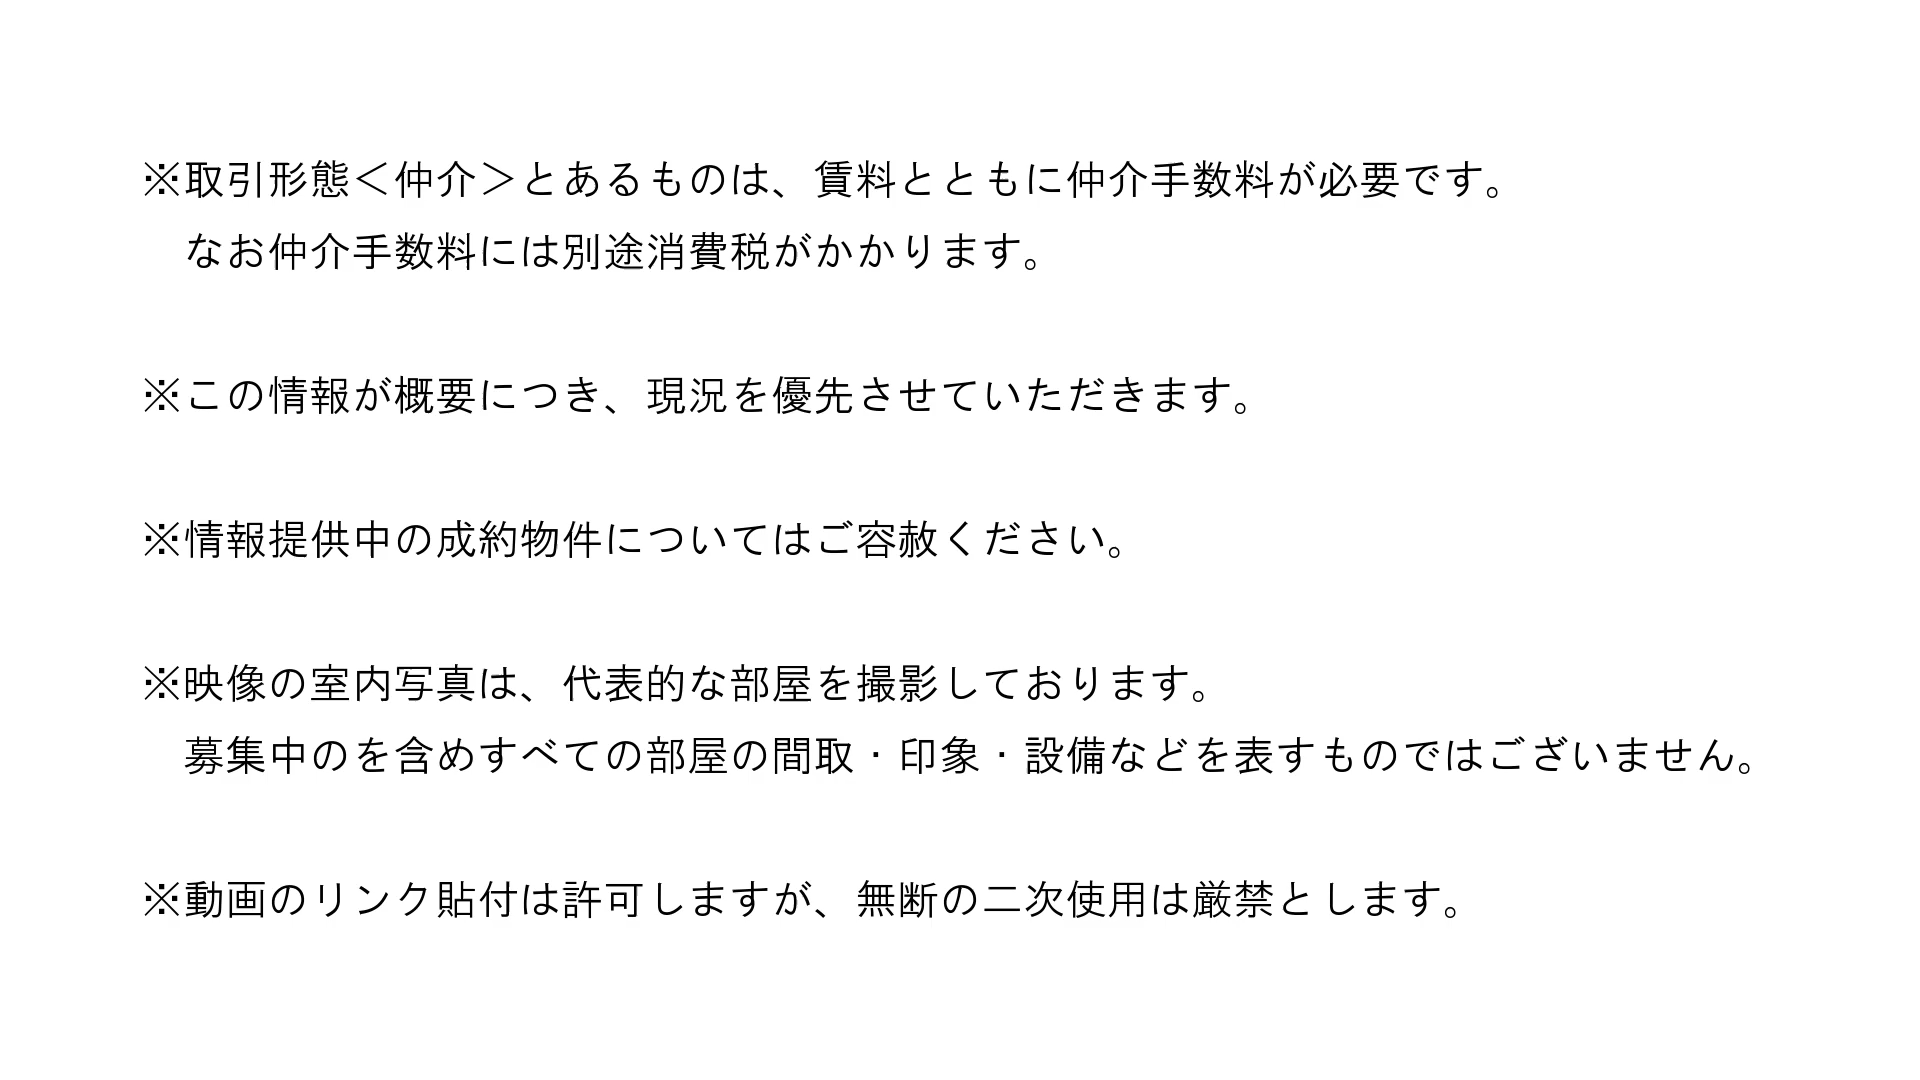 ※取引形態＜仲介＞とあるものは、賃料とともに仲介手数料が必要です。
なお仲介手数料には別途消費税がかかります。
※この情報が概要につき、現況を優先させていただきます。
※情報提供中の成約物件についてはご容赦ください。
※映像の室内写真は、代表的な部屋を撮影しております。
募集中のを含めすべての部屋の間取・印象・設備などを表すものではございません。
※動画のリンク貼付は許可しますが、無断の二次使用は厳禁とします。